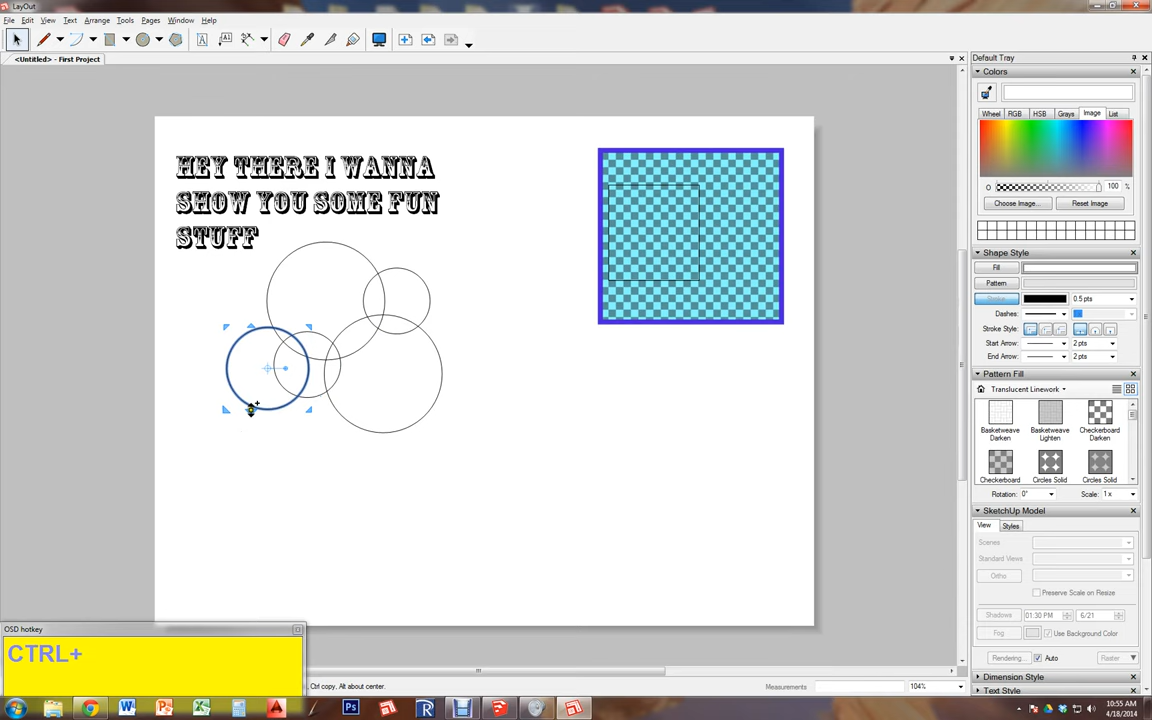 LayOut
File Edit View Text Arrange Tools Pages Window Help
<Untitled> - First Project
HEY THERE I WANNA
SHOW YOU SOME FUN
STUFF
Default Tray
Colors
Wheel RGB HSB Grays Image List
100 %
Choose Image... Reset Image
Shape Style
Fill
Pattern
Stroke 0.5 pts
Dashes:
Stroke Style:
Start Arrow: 2 pts
End Arrow: 2 pts
Pattern Fill
Translucent Linework
Basketweave Darken
Basketweave Lighten
Checkerboard Darken
Checkerboard
Circles Solid
Circles Solid
Rotation: 0° Scale: 1x
SketchUp Model
View Styles
Scenes
Standard Views
Ortho
Preserve Scale on Resize
Shadows 01:30 PM 6/21
Fog Use Background Color
Rendering... Auto Raster
Dimension Style
Text Style
OSD hotkey
CTRL+
Ctrl copy, Alt about center.
Measurements
104%
10:55 AM
4/18/2014